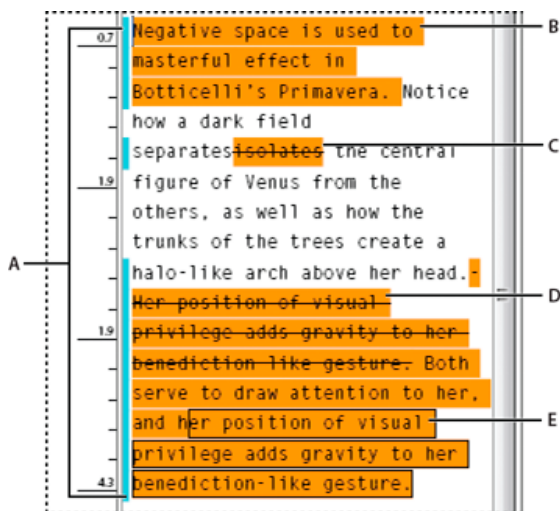 Negative space is used to
masterful effect in
Botticelli's Primavera. Notice
how a dark field
separatesisolates the central
figure of Venus from the
others, as well as how the
trunks of the trees create a
halo-like arch above her head.-
Her position of visual
privilege adds gravity to her
benediction like gesture. Both
serve to draw attention to her,
and her position of visual
privilege adds gravity to her
benediction-like gesture.
0.7
1.9
1.9
4.3
A
B
C
D
E